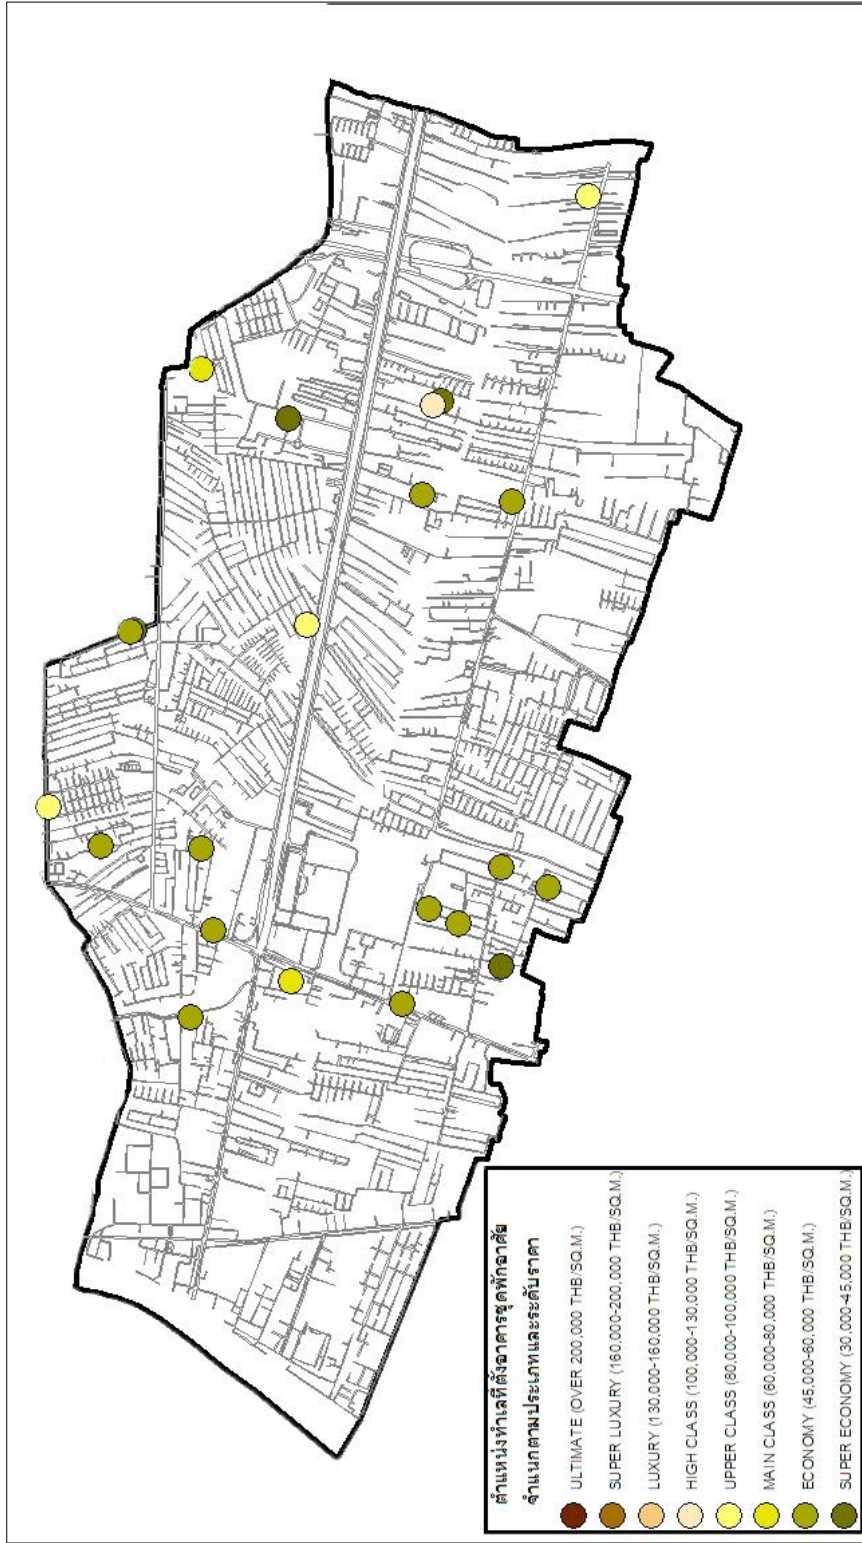 ตำแหน่งทำเลที่ตั้งอาคารชุดพักอาศัย
จำแนกตามประเภทและระดับราคา
ULTIMATE (OVER 200,000 THB/SQ.M.)
SUPER LUXURY (160,000-200,000 THB/SQ.M.)
LUXURY (130,000-160,000 THB/SQ.M.)
HIGH CLASS (100,000-130,000 THB/SQ.M.)
UPPER CLASS (80,000-100,000 THB/SQ.M.)
MAIN CLASS (60,000-80,000 THB/SQ.M.)
ECONOMY (45,000-60,000 THB/SQ.M.)
SUPER ECONOMY (30,000-45,000 THB/SQ.M.)